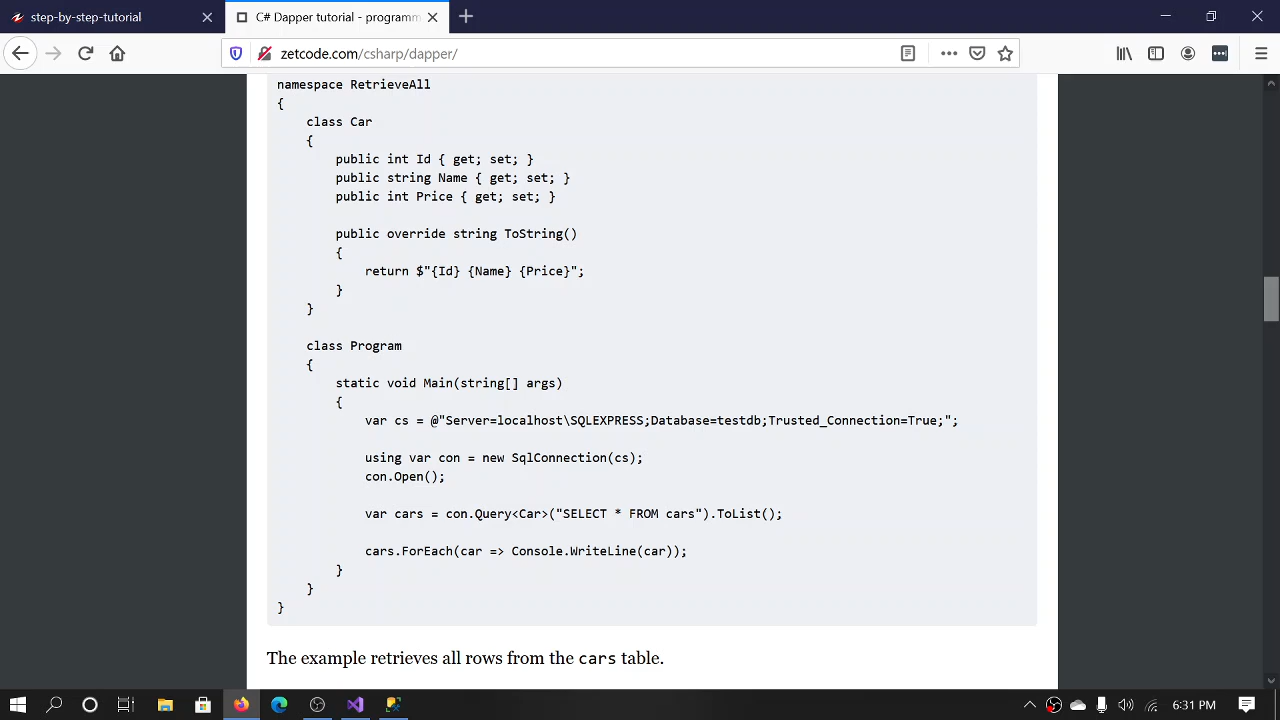 step-by-step-tutorial
C# Dapper tutorial - programm
zetcode.com/csharp/dapper/
namespace RetrieveAll
{
class Car
{
public int Id { get; set; }
public string Name { get; set; }
public int Price { get; set; }
public override string ToString()
{
return $"{Id} {Name} {Price}";
}
}
class Program
{
static void Main(string[] args)
{
var cs = @"Server=localhost\SQLEXPRESS;Database=testdb;Trusted_Connection=True;";
using var con = new SqlConnection(cs);
con.Open();
var cars = con.Query<Car>("SELECT * FROM cars").ToList();
cars.ForEach(car => Console.WriteLine(car));
}
}
}
The example retrieves all rows from the cars table.
6:31 PM